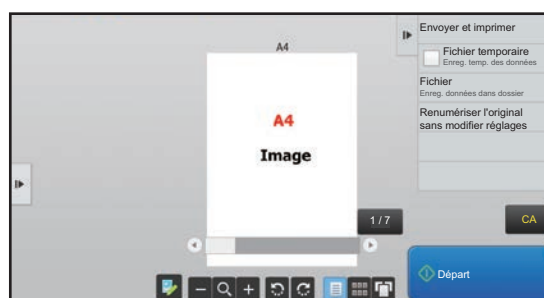 A4
A4
Image
1 / 7
Envoyer et imprimer
Fichier temporaire
Enreg. temp. des données
Fichier
Enreg. données dans dossier
Renumériser l'original
sans modifier réglages
CA
Départ